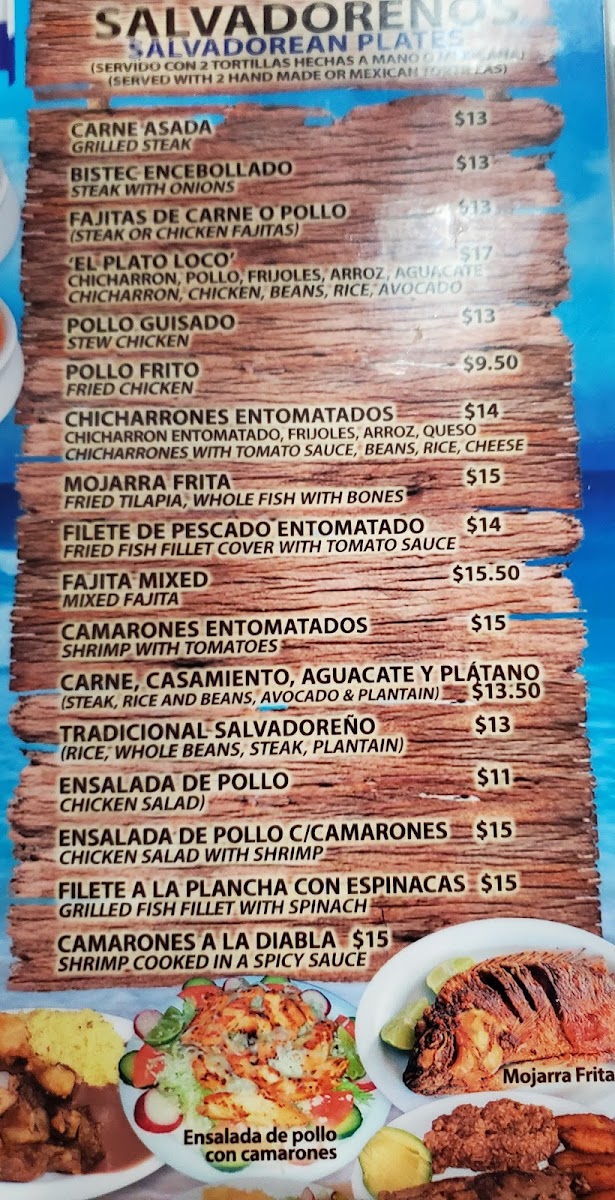 SALVADOREÑOS
SALVADOREAN PLATES
(SERVIDO CON 2 TORTILLAS HECHAS A MANO O MEXICANA)
(SERVED WITH 2 HAND MADE OR MEXICAN TORTILLAS)
CARNE ASADA $13
GRILLED STEAK
BISTEC ENCEBOLLADO $13
STEAK WITH ONIONS
FAJITAS DE CARNE O POLLO $13
(STEAK OR CHICKEN FAJITAS)
'EL PLATO LOCO' $17
CHICHARRON, POLLO, FRIJOLES, ARROZ, AGUACATE
CHICHARRON, CHICKEN, BEANS, RICE, AVOCADO
POLLO GUISADO $13
STEW CHICKEN
POLLO FRITO $9.50
FRIED CHICKEN
CHICHARRONES ENTOMATADOS $14
CHICHARRON ENTOMATADO, FRIJOLES, ARROZ, QUESO
CHICHARRONES WITH TOMATO SAUCE, BEANS, RICE, CHEESE
MOJARRA FRITA $15
FRIED TILAPIA, WHOLE FISH WITH BONES
FILETE DE PESCADO ENTOMATADO $14
FRIED FISH FILLET COVER WITH TOMATO SAUCE
FAJITA MIXED $15.50
MIXED FAJITA
CAMARONES ENTOMATADOS $15
SHRIMP WITH TOMATOES
CARNE, CASAMIENTO, AGUACATE Y PLÁTANO
(STEAK, RICE AND BEANS, AVOCADO & PLANTAIN) $13.50
TRADICIONAL SALVADOREÑO $13
(RICE, WHOLE BEANS, STEAK, PLANTAIN)
ENSALADA DE POLLO $11
CHICKEN SALAD)
ENSALADA DE POLLO C/CAMARONES $15
CHICKEN SALAD WITH SHRIMP
FILETE A LA PLANCHA CON ESPINACAS $15
GRILLED FISH FILLET WITH SPINACH
CAMARONES A LA DIABLA $15
SHRIMP COOKED IN A SPICY SAUCE
Mojarra Frita
Ensalada de pollo
con camarones